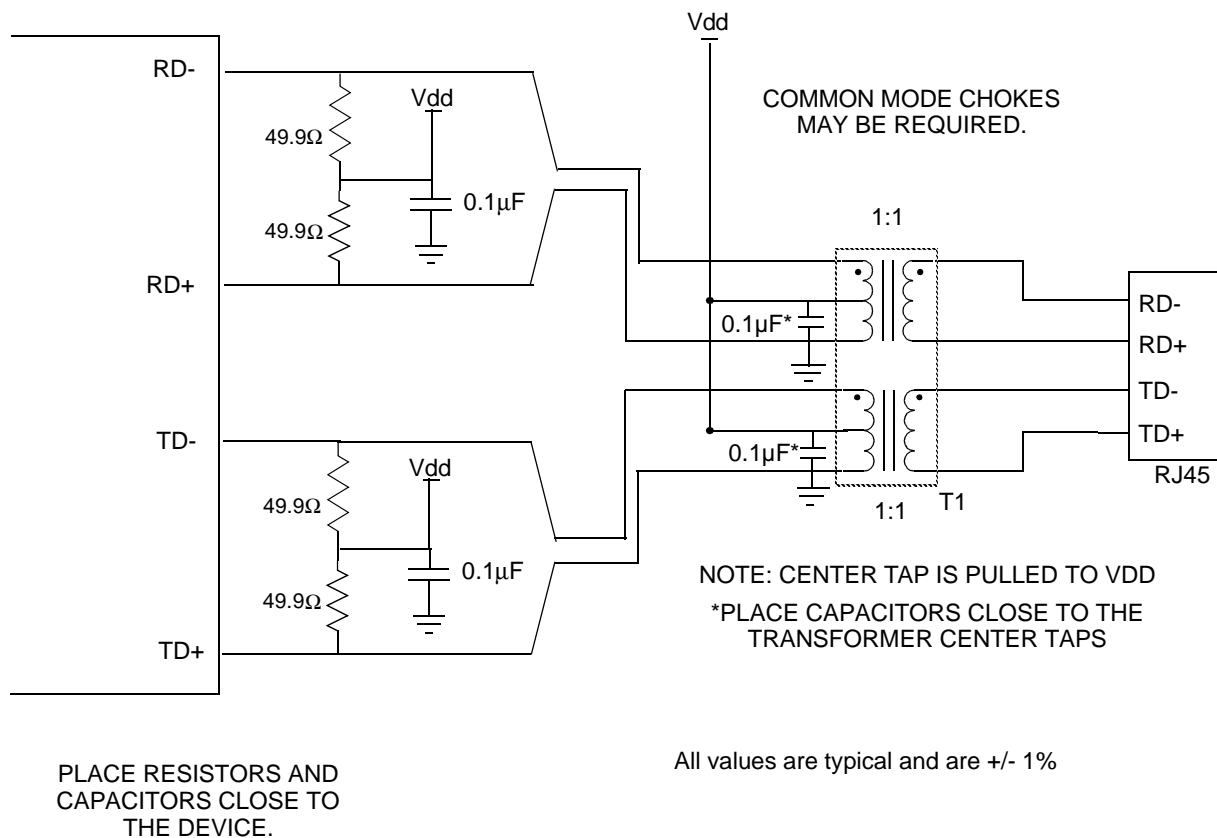 Vdd
RD-
COMMON MODE CHOKES
MAY BE REQUIRED.
Vdd
49.9Ω
0.1μF
49.9Ω
1:1
RD+
RD-
0.1µF*
RD+
TD-
TD-
TD+
0.1µF*
Vdd
RJ45
49.9Ω
1:1
T1
0.1μF
NOTE: CENTER TAP IS PULLED TO VDD
49.9Ω
*PLACE CAPACITORS CLOSE TO THE
TRANSFORMER CENTER TAPS
TD+
All values are typical and are +/- 1%
PLACE RESISTORS AND
CAPACITORS CLOSE TO
THE DEVICE.